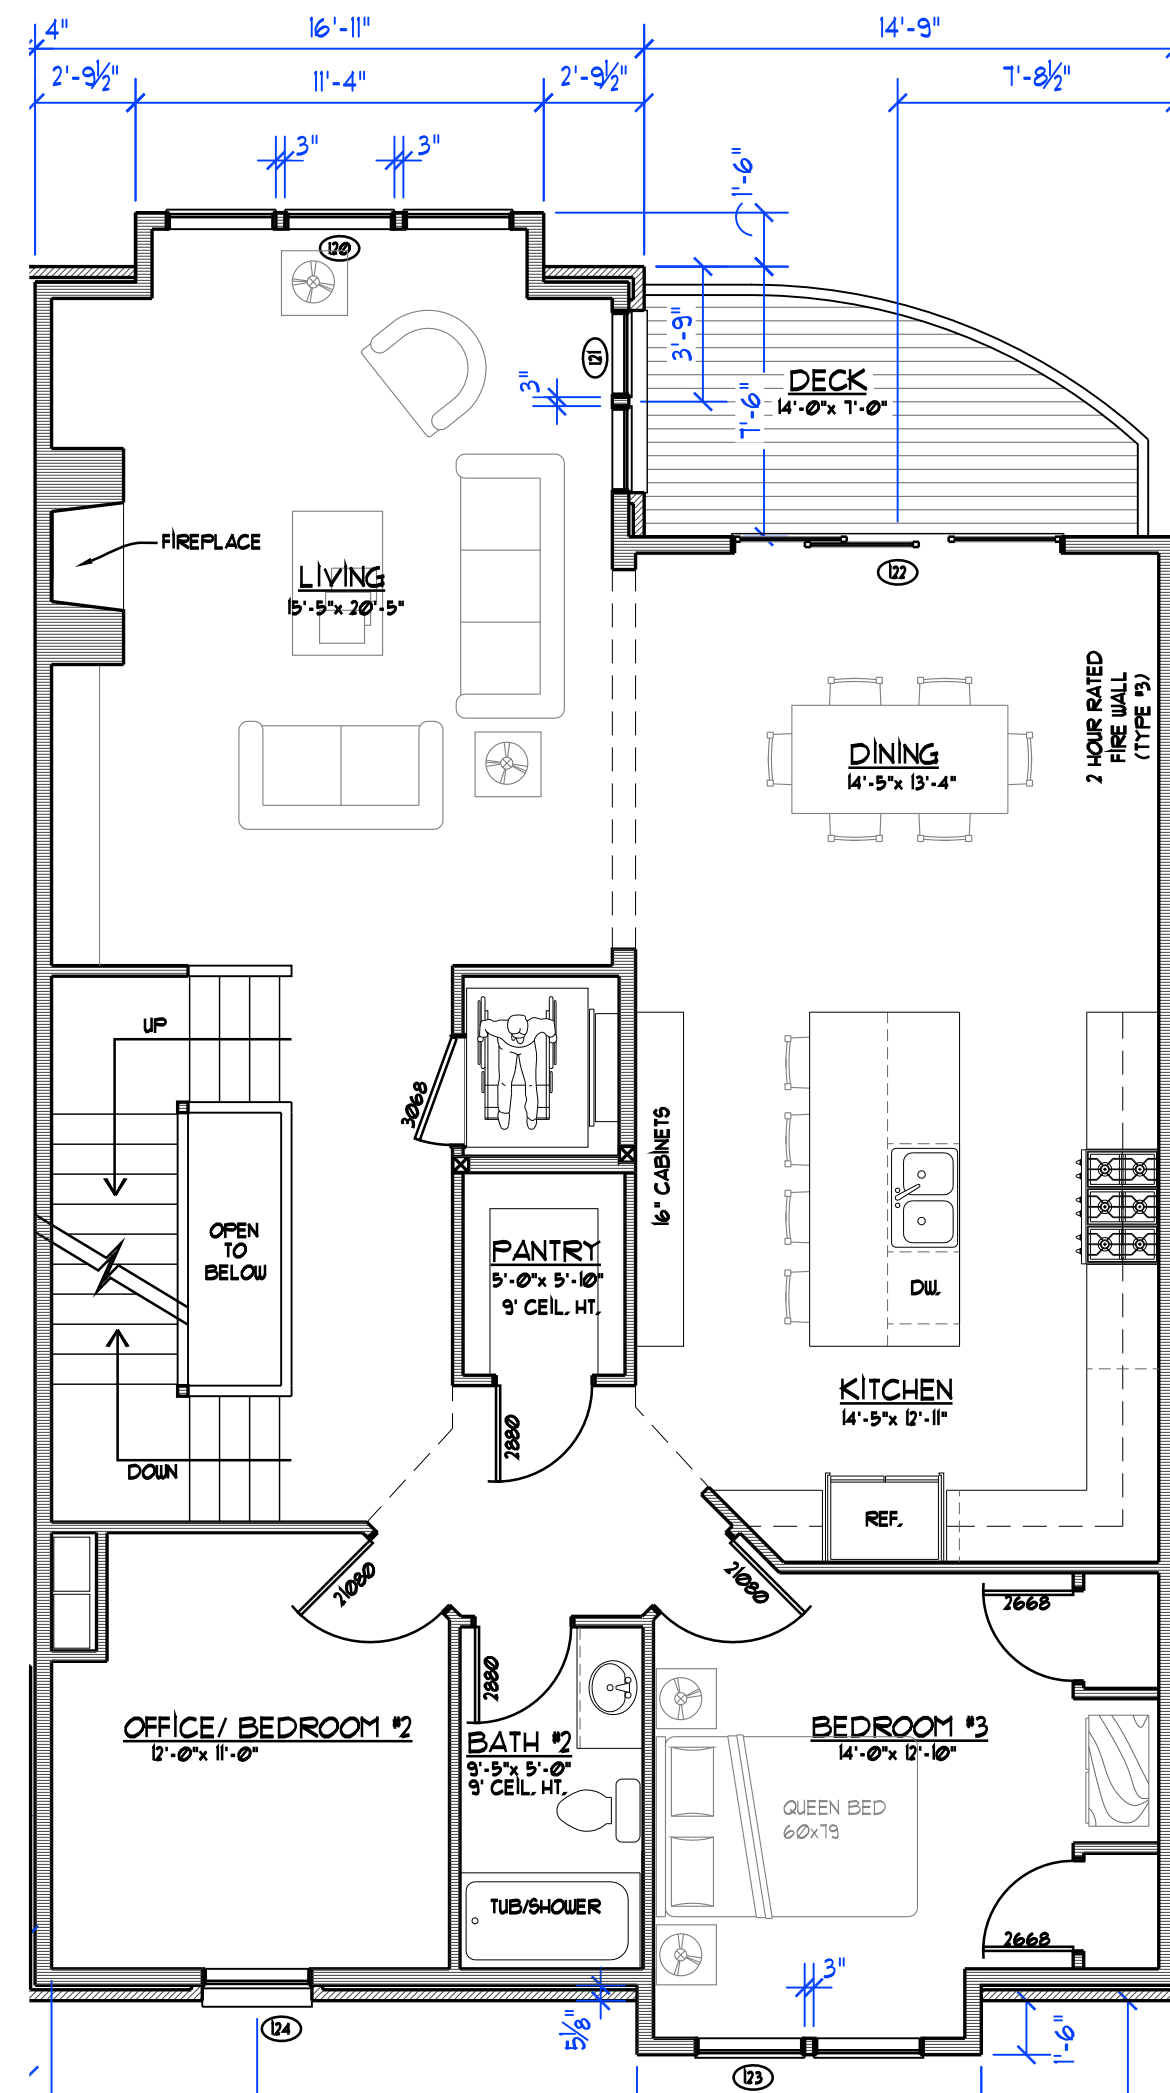 4"
16'-11"
14'-9"
2'-9½"
11'-4"
2'-9½"
7'-8½"
3"
3"
1'-6"
120
121
3'-9"
3"
DECK
14'-0"x 7'-0"
7'-6"
FIREPLACE
LIVING
15'-5"x 20'-5"
122
2 HOUR RATED
FIRE WALL
(TYPE #3)
DINING
14'-5"x 13'-4"
UP
3068
16" CABINETS
OPEN
TO
BELOW
PANTRY
5'-0"x 5'-10"
9' CEIL. HT.
DW.
KITCHEN
14'-5"x 12'-11"
2880
DOWN
REF.
21080
21080
2668
2880
OFFICE/ BEDROOM #2
12'-0"x 11'-0"
BATH #2
9'-5"x 5'-0"
9' CEIL. HT.
BEDROOM #3
14'-0"x 12'-10"
QUEEN BED
60x79
TUB/SHOWER
2668
3"
124
5⅛"
1'-6"
123